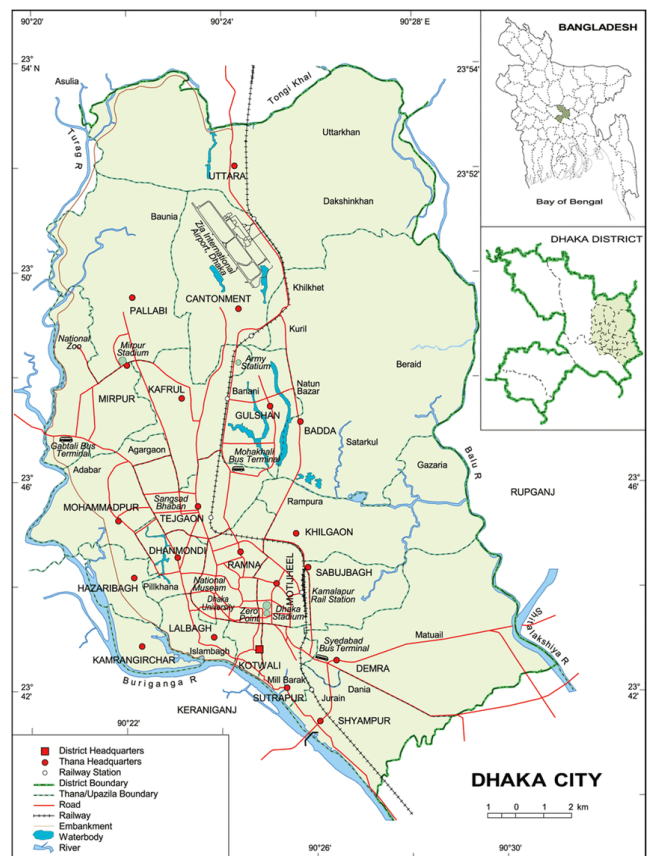 90°20'
90°24'
90°28' E
BANGLADESH
23°
54' N
23°54'
Asulia
Tongi Khal
Uttarkhan
Turag R
UTTARA
23°52'
Bay of Bengal
Dakshinkhan
Baunia
Zia International
Airport, Dhaka
DHAKA DISTRICT
23°
50'
Khilkhet
CANTONMENT
PALLABI
Kuril
National
Zoo
Mirpur
Stadium
Army
Statium
Beraid
Banani
Natun
Bazar
KAFRUL
MIRPUR
GULSHAN
BADDA
Satarkul
Gabtali Bus
Termidal
Agargaon
Mohakhali
Bus Terminal
Balu R
Gazaria
Adabar
23°
46'
23°
46'
RUPGANJ
Sangsad
Bhaban
Rampura
MOHAMMADPUR
TEJGAON
KHILGAON
DHANMONDI
RAMNA
MOTIJHEEL
SABUJBAGH
HAZARIBAGH
Pillkhana
National
Museam
Kamalapur
Rail Station
Dhaka
University
Zero
Point
Dhaka
Stadium
Sitalakshiya R
LALBAGH
Syedabad
Bus Terminal
Matuail
Islambagh
KAMRANGIRCHAR
KOTWALI
DEMRA
Buriganga R
Mill Barak
Dania
23°
42'
23°
42'
SUTRAPUR
Jurain
KERANIGANJ
SHYAMPUR
90°22'
District Headquarters
Thana Headquarters
Railway Station
District Boundary
Thana/Upazila Boundary
Road
Railway
Embankment
Waterbody
River
DHAKA CITY
1 0 1 2 km
90°26'
90°30'